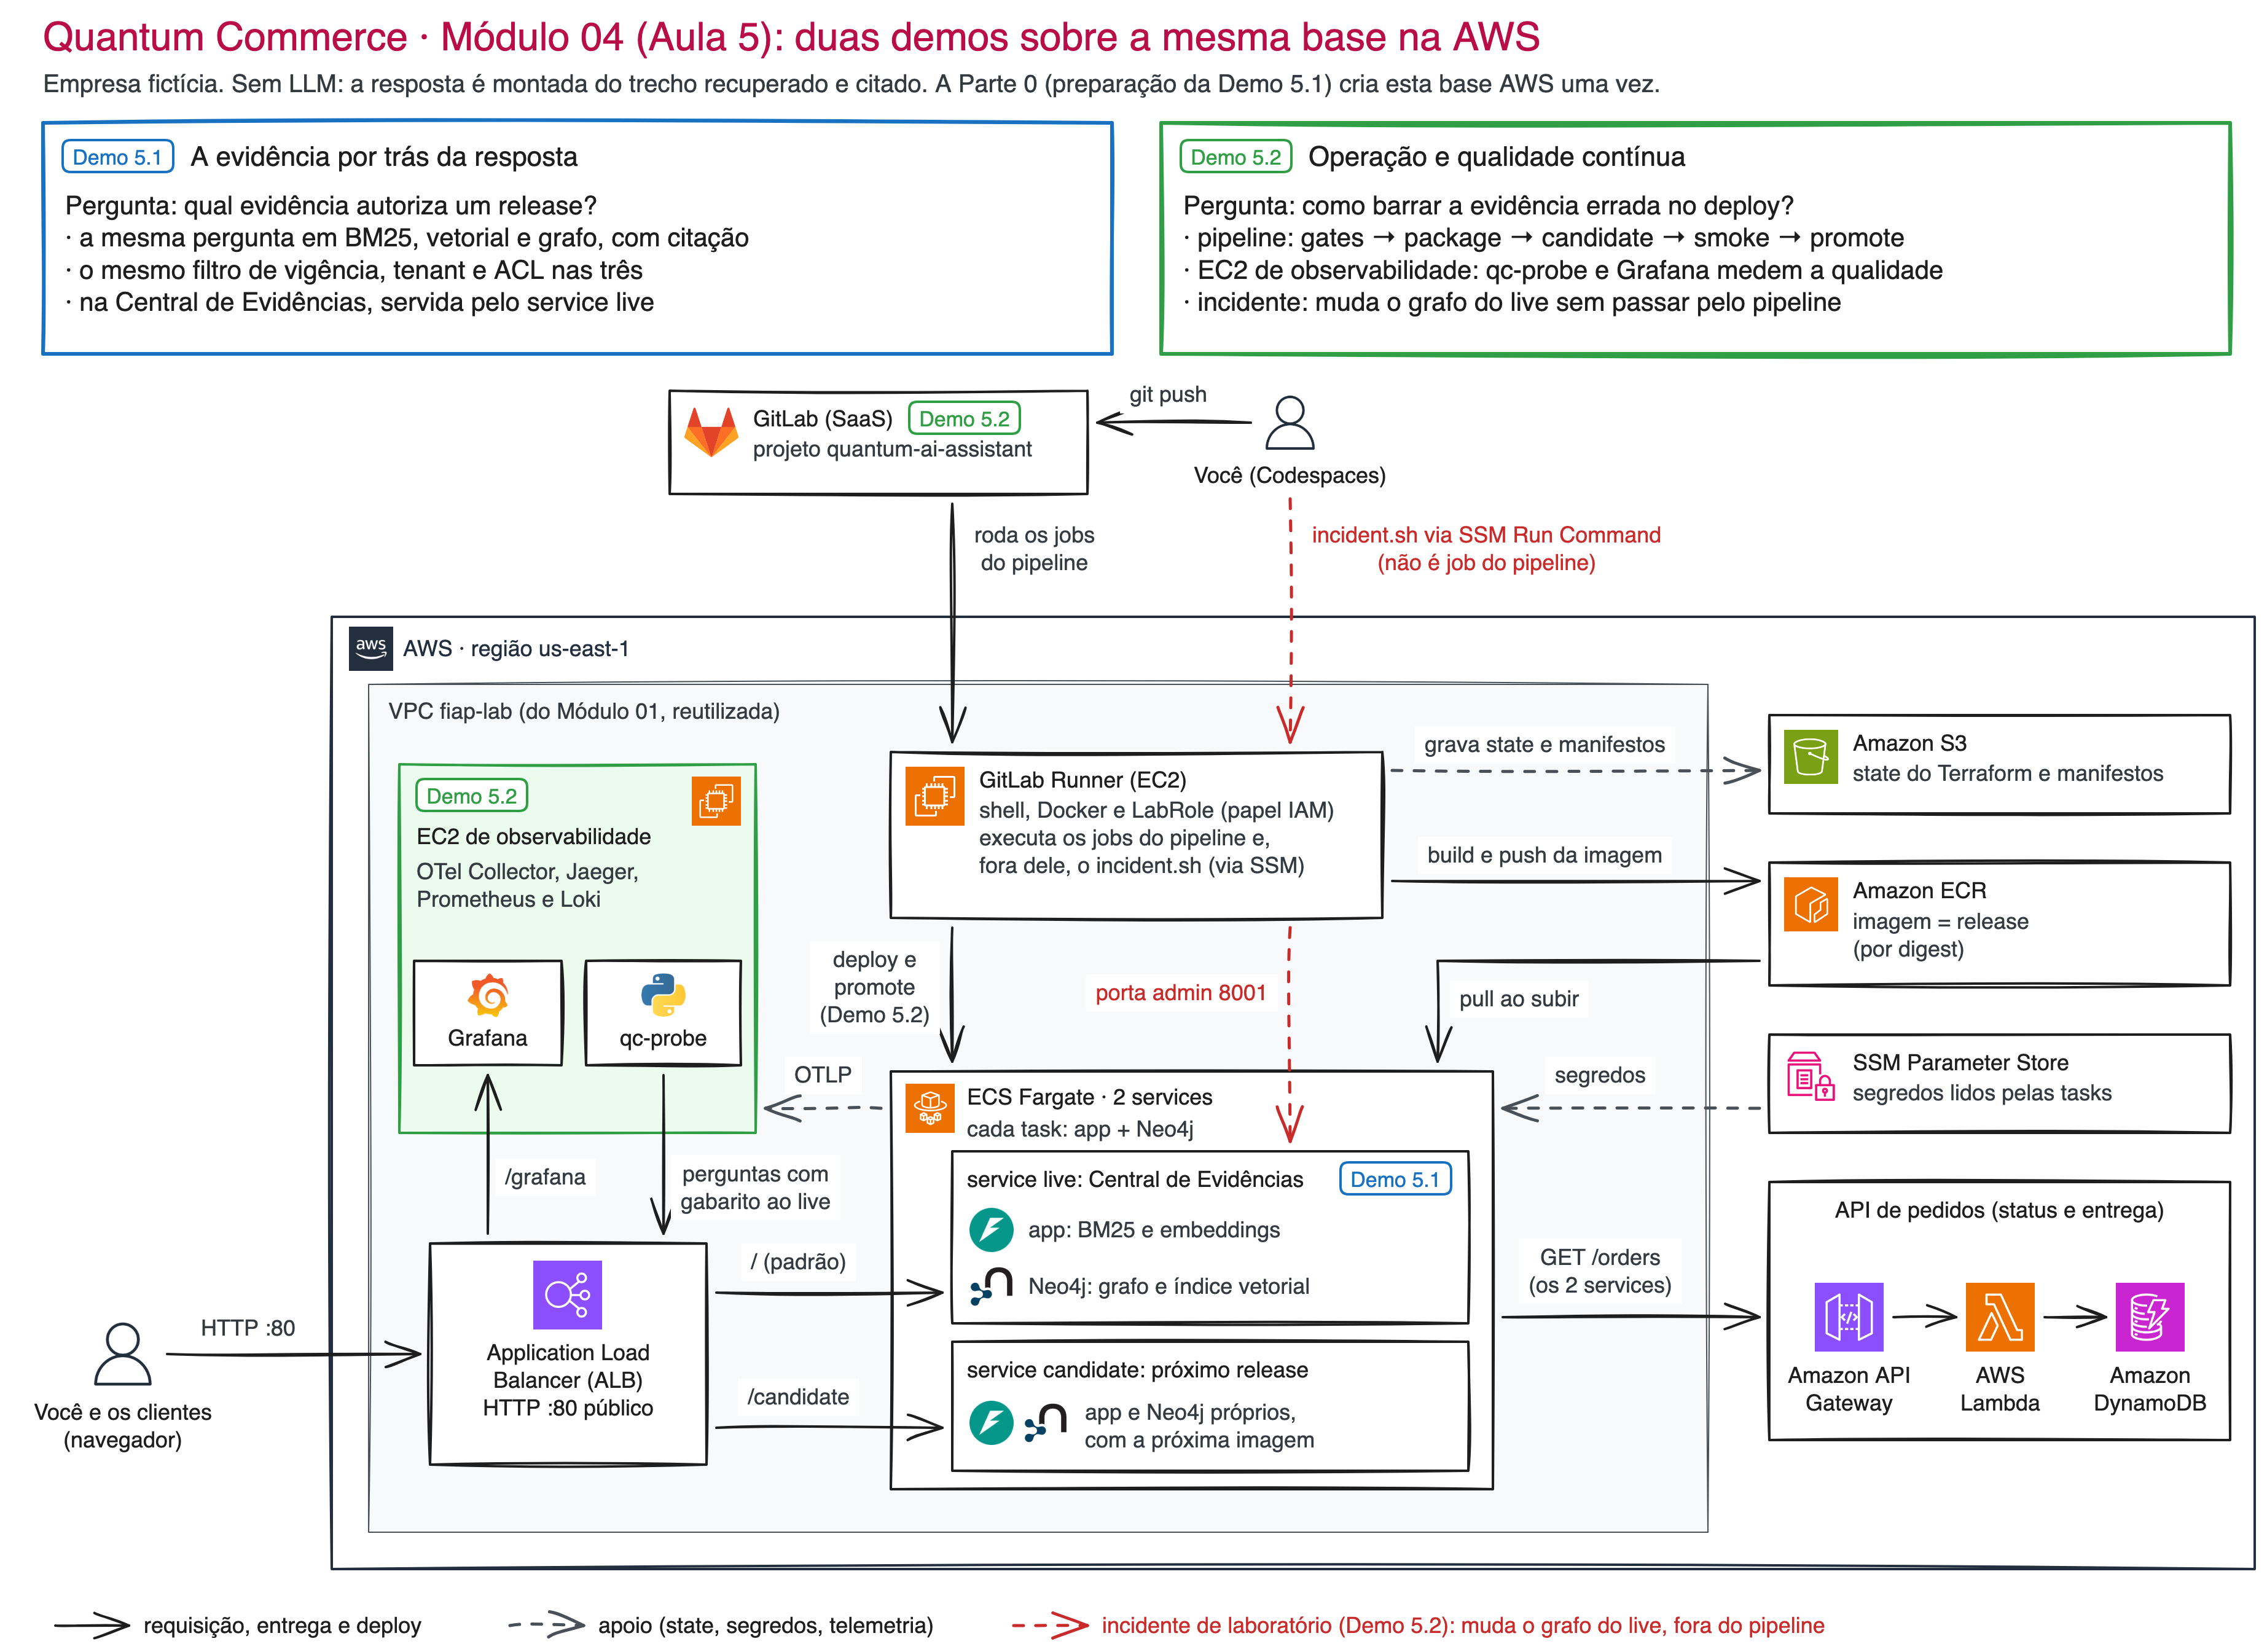 Quantum Commerce · Módulo 04 (Aula 5): duas demos sobre a mesma base na AWS
Empresa fictícia. Sem LLM: a resposta é montada do trecho recuperado e citado. A Parte 0 (preparação da Demo 5.1) cria esta base AWS uma vez.
Demo 5.1
A evidência por trás da resposta
Pergunta: qual evidência autoriza um release?
· a mesma pergunta em BM25, vetorial e grafo, com citação
· o mesmo filtro de vigência, tenant e ACL nas três
· na Central de Evidências, servida pelo service live
Demo 5.2
Operação e qualidade contínua
Pergunta: como barrar a evidência errada no deploy?
· pipeline: gates → package → candidate → smoke → promote
· EC2 de observabilidade: qc-probe e Grafana medem a qualidade
· incidente: muda o grafo do live sem passar pelo pipeline
GitLab (SaaS)
Demo 5.2
projeto quantum-ai-assistant
git push
Você (Codespaces)
roda os jobs
do pipeline
incident.sh via SSM Run Command
(não é job do pipeline)
aws
AWS · região us-east-1
VPC fiap-lab (do Módulo 01, reutilizada)
Demo 5.2
EC2 de observabilidade
OTel Collector, Jaeger,
Prometheus e Loki
Grafana
qc-probe
GitLab Runner (EC2)
shell, Docker e LabRole (papel IAM)
executa os jobs do pipeline e,
fora dele, o incident.sh (via SSM)
grava state e manifestos
Amazon S3
state do Terraform e manifestos
build e push da imagem
Amazon ECR
imagem = release
(por digest)
deploy e
promote
(Demo 5.2)
porta admin 8001
pull ao subir
OTLP
segredos
SSM Parameter Store
segredos lidos pelas tasks
ECS Fargate · 2 services
cada task: app + Neo4j
/grafana
perguntas com
gabarito ao live
service live: Central de Evidências
Demo 5.1
app: BM25 e embeddings
Neo4j: grafo e índice vetorial
/ (padrão)
GET /orders
(os 2 services)
API de pedidos (status e entrega)
Amazon API
Gateway
AWS
Lambda
Amazon
DynamoDB
HTTP :80
Você e os clientes
(navegador)
Application Load
Balancer (ALB)
HTTP :80 público
/candidate
service candidate: próximo release
app e Neo4j próprios,
com a próxima imagem
requisição, entrega e deploy
apoio (state, segredos, telemetria)
incidente de laboratório (Demo 5.2): muda o grafo do live, fora do pipeline